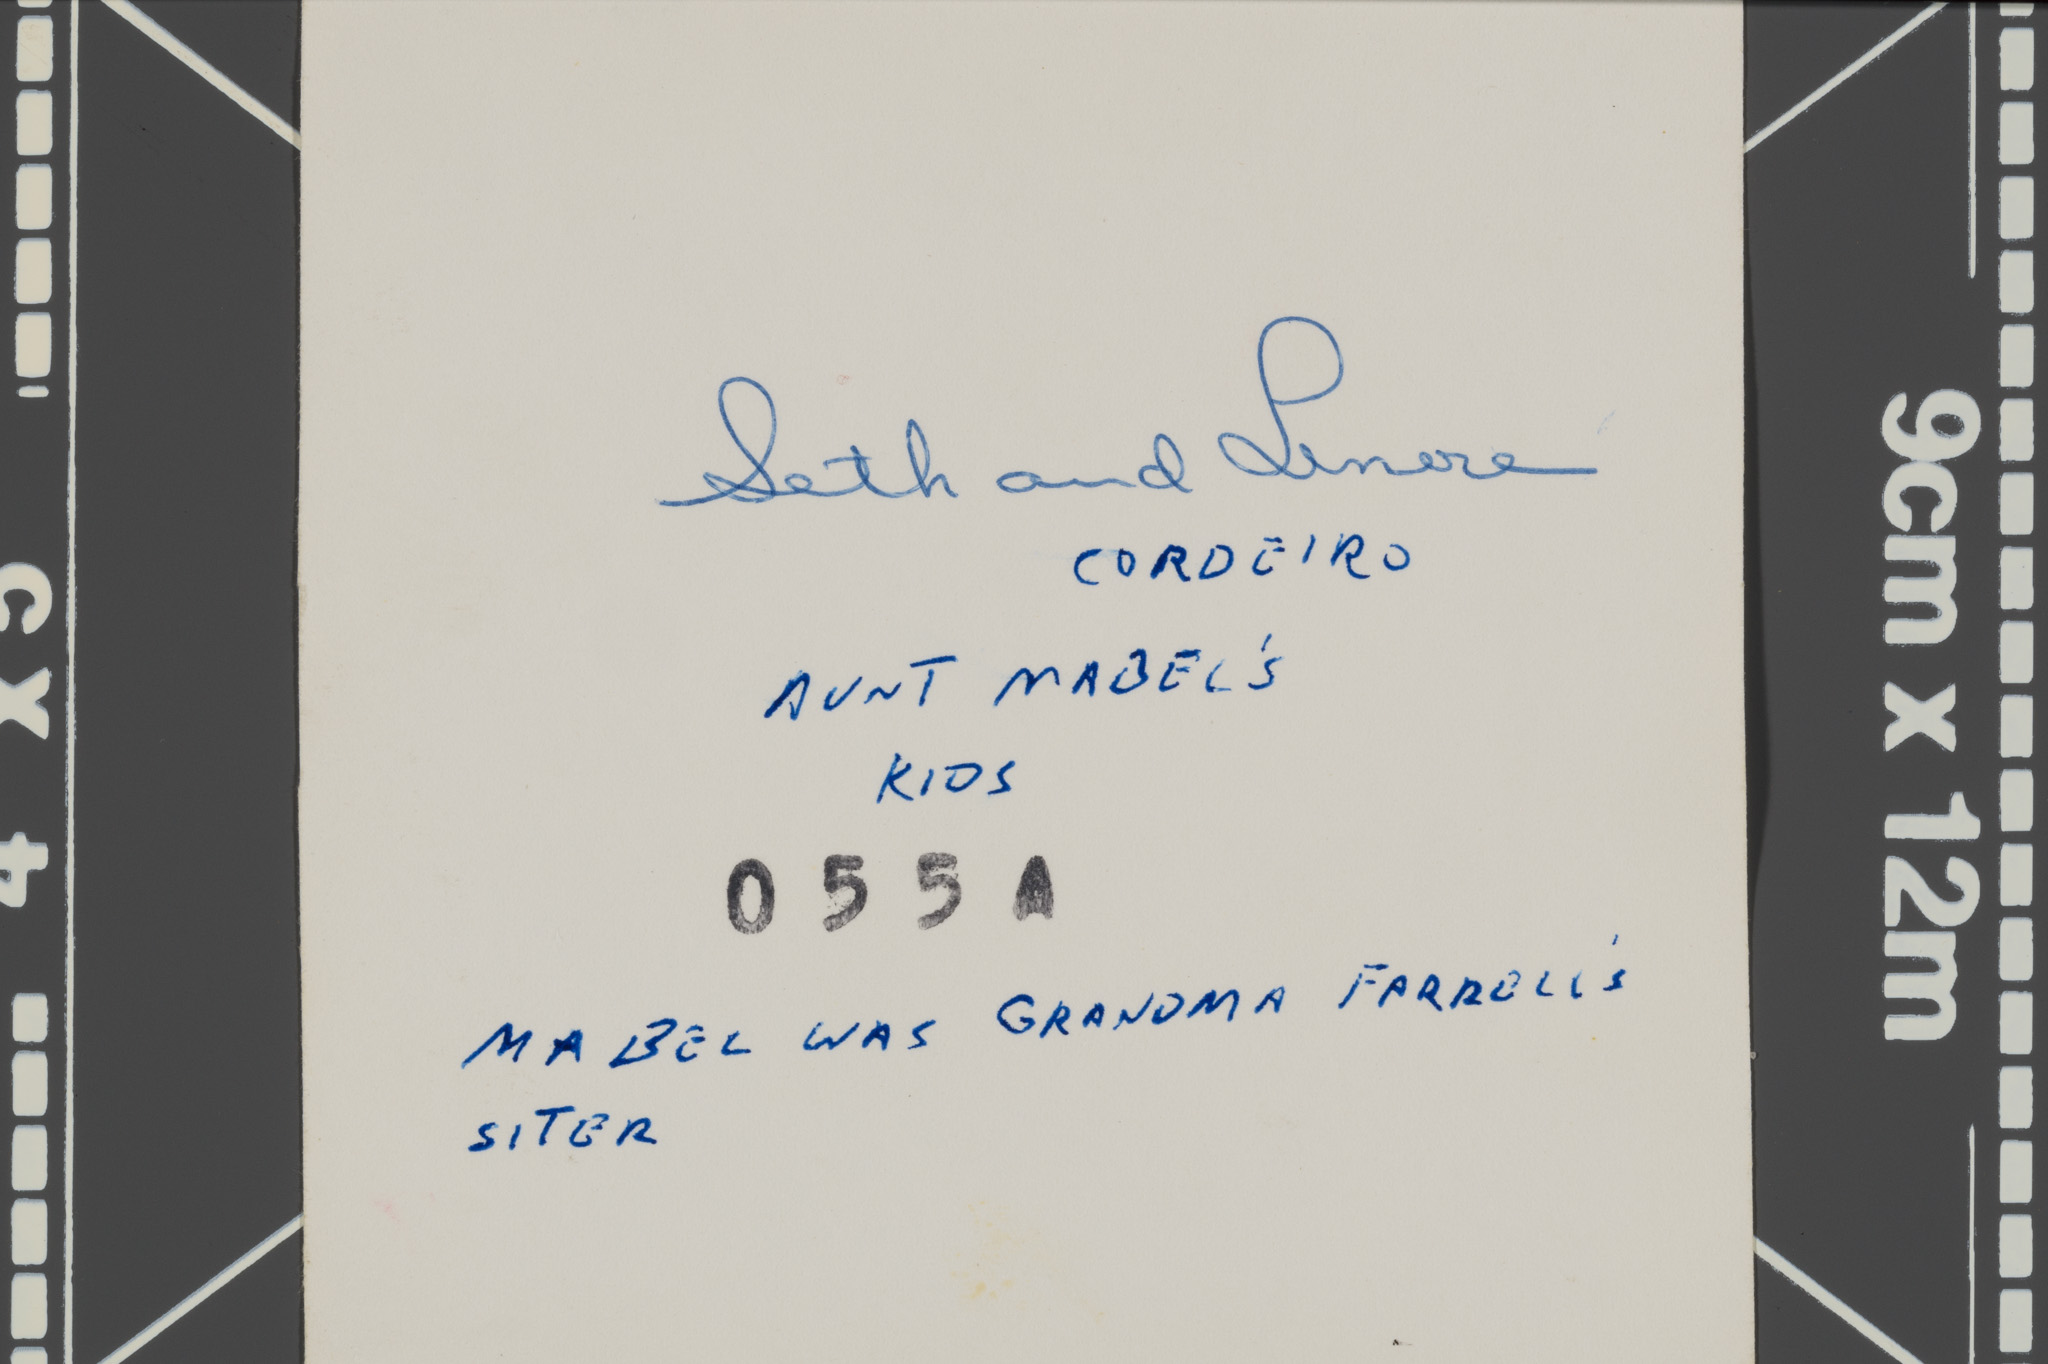 Seth and Lenore
CORDEIRO
AUNT MABEL'S
KIDS
055A
MABEL WAS GRANDMA FARRELL'S
SITER
9cm x 12m